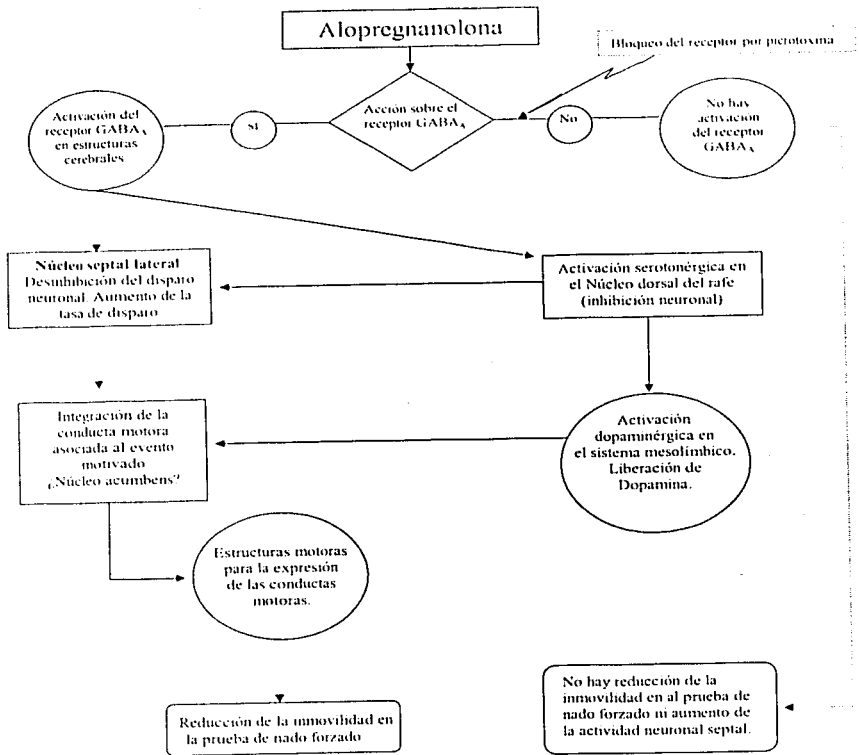 Alopregnanolona
Bloqueo del receptor por picrotoxina
Activación del
receptor GABAA
en estructuras
cerebrales
SI
Acción sobre el
receptor GABAA
No
No hay
activación
del receptor
GABAA
Núcleo septal lateral
Desinhibición del disparo
neuronal. Aumento de la
tasa de disparo
Activación serotonérgica en
el Núcleo dorsal del rafe
(inhibición neuronal)
Integración de la
conducta motora
asociada al evento
motivado
¿Núcleo acumbens?
Activación
dopaminérgica en
el sistema mesolímbico.
Liberación de
Dopamina.
Estructuras motoras
para la expresión
de las conductas
motoras.
Reducción de la inmovilidad en
la prueba de nado forzado
No hay reducción de la
inmovilidad en al prueba de
nado forzado ni aumento de
la actividad neuronal septal.